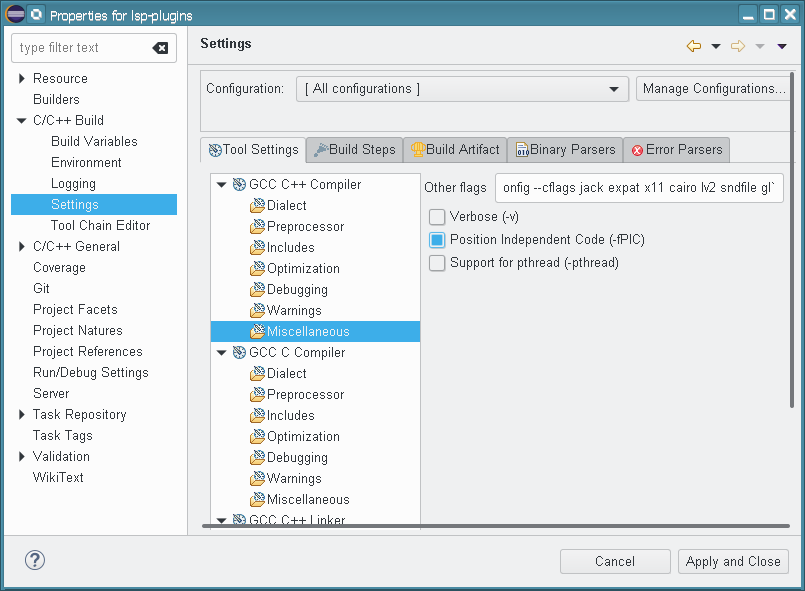 Properties for lsp-plugins
type filter text
Resource
Builders
C/C++ Build
Build Variables
Environment
Logging
Settings
Tool Chain Editor
C/C++ General
Coverage
Git
Project Facets
Project Natures
Project References
Run/Debug Settings
Server
Task Repository
Task Tags
Validation
WikiText
Settings
Configuration: [ All configurations ] Manage Configurations...
Tool Settings Build Steps Build Artifact Binary Parsers Error Parsers
GCC C++ Compiler
Dialect
Preprocessor
Includes
Optimization
Debugging
Warnings
Miscellaneous
GCC C Compiler
Dialect
Preprocessor
Includes
Optimization
Debugging
Warnings
Miscellaneous
GCC C++ Linker
Other flags onfig --cflags jack expat x11 cairo lv2 sndfile gl`
Verbose (-v)
Position Independent Code (-fPIC)
Support for pthread (-pthread)
? Cancel Apply and Close